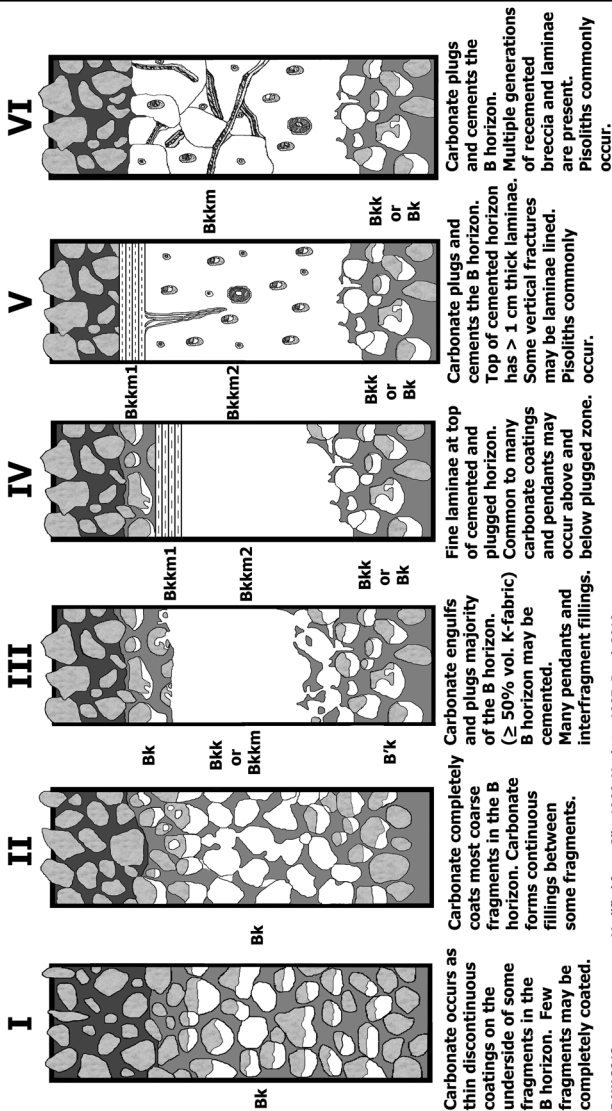 I
Bk
Carbonate occurs as
thin discontinuous
coatings on the
underside of some
fragments in the
B horizon. Few
fragments may be
completely coated.
II
Bk
Carbonate completely
coats most coarse
fragments in the B
horizon. Carbonate
forms continuous
fillings between
some fragments.
III
Bk
Bkk
or
Bkkm
B'k
Carbonate engulfs
and plugs majority
of the B horizon.
(≥ 50% vol. K-fabric)
B horizon may be
cemented.
Many pendants and
interfragment fillings.
IV
Bkkm1
Bkkm2
Bkk
or
Bk
Fine laminae at top
of cemented and
plugged horizon.
Common to many
carbonate coatings
and pendants may
occur above and
below plugged zone.
V
Bkkm1
Bkkm2
Bkk
or
Bk
Carbonate plugs and
cements the B horizon.
Top of cemented horizon
has > 1 cm thick laminae.
Some vertical fractures
may be laminae lined.
Pisoliths commonly
occur.
VI
Bkkm
Bkk
or
Bk
Carbonate plugs
and cements the
B horizon.
Multiple generations
of recemented
breccia and laminae
are present.
Pisoliths commonly
occur.